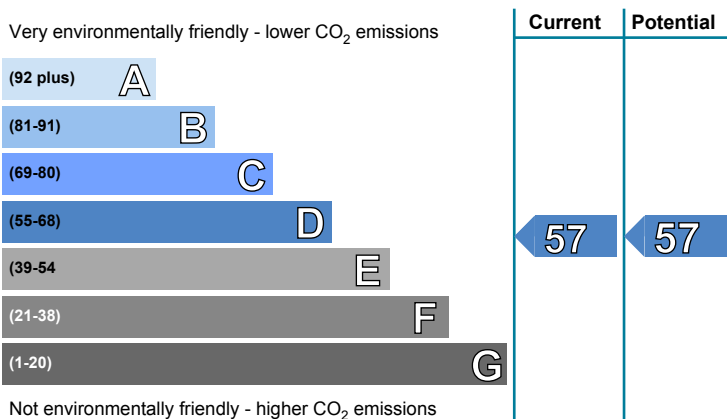 Very environmentally friendly - lower CO2 emissions
Current
Potential
(92 plus) A
(81-91) B
(69-80) C
(55-68) D
57
57
(39-54 E
(21-38) F
(1-20) G
Not environmentally friendly - higher CO2 emissions